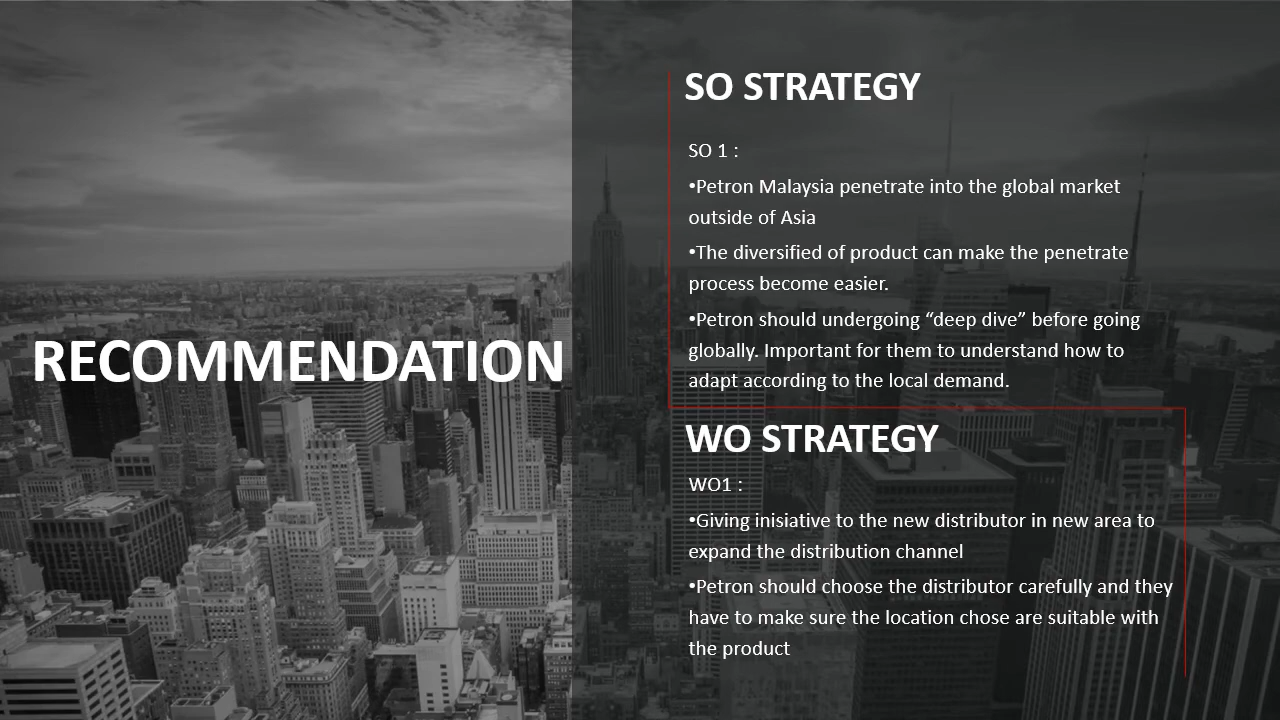 RECOMMENDATION
SO STRATEGY
SO 1 :
•Petron Malaysia penetrate into the global market
outside of Asia
•The diversified of product can make the penetrate
process become easier.
•Petron should undergoing “deep dive” before going
globally. Important for them to understand how to
adapt according to the local demand.
WO STRATEGY
WO1 :
•Giving inisiative to the new distributor in new area to
expand the distribution channel
•Petron should choose the distributor carefully and they
have to make sure the location chose are suitable with
the product